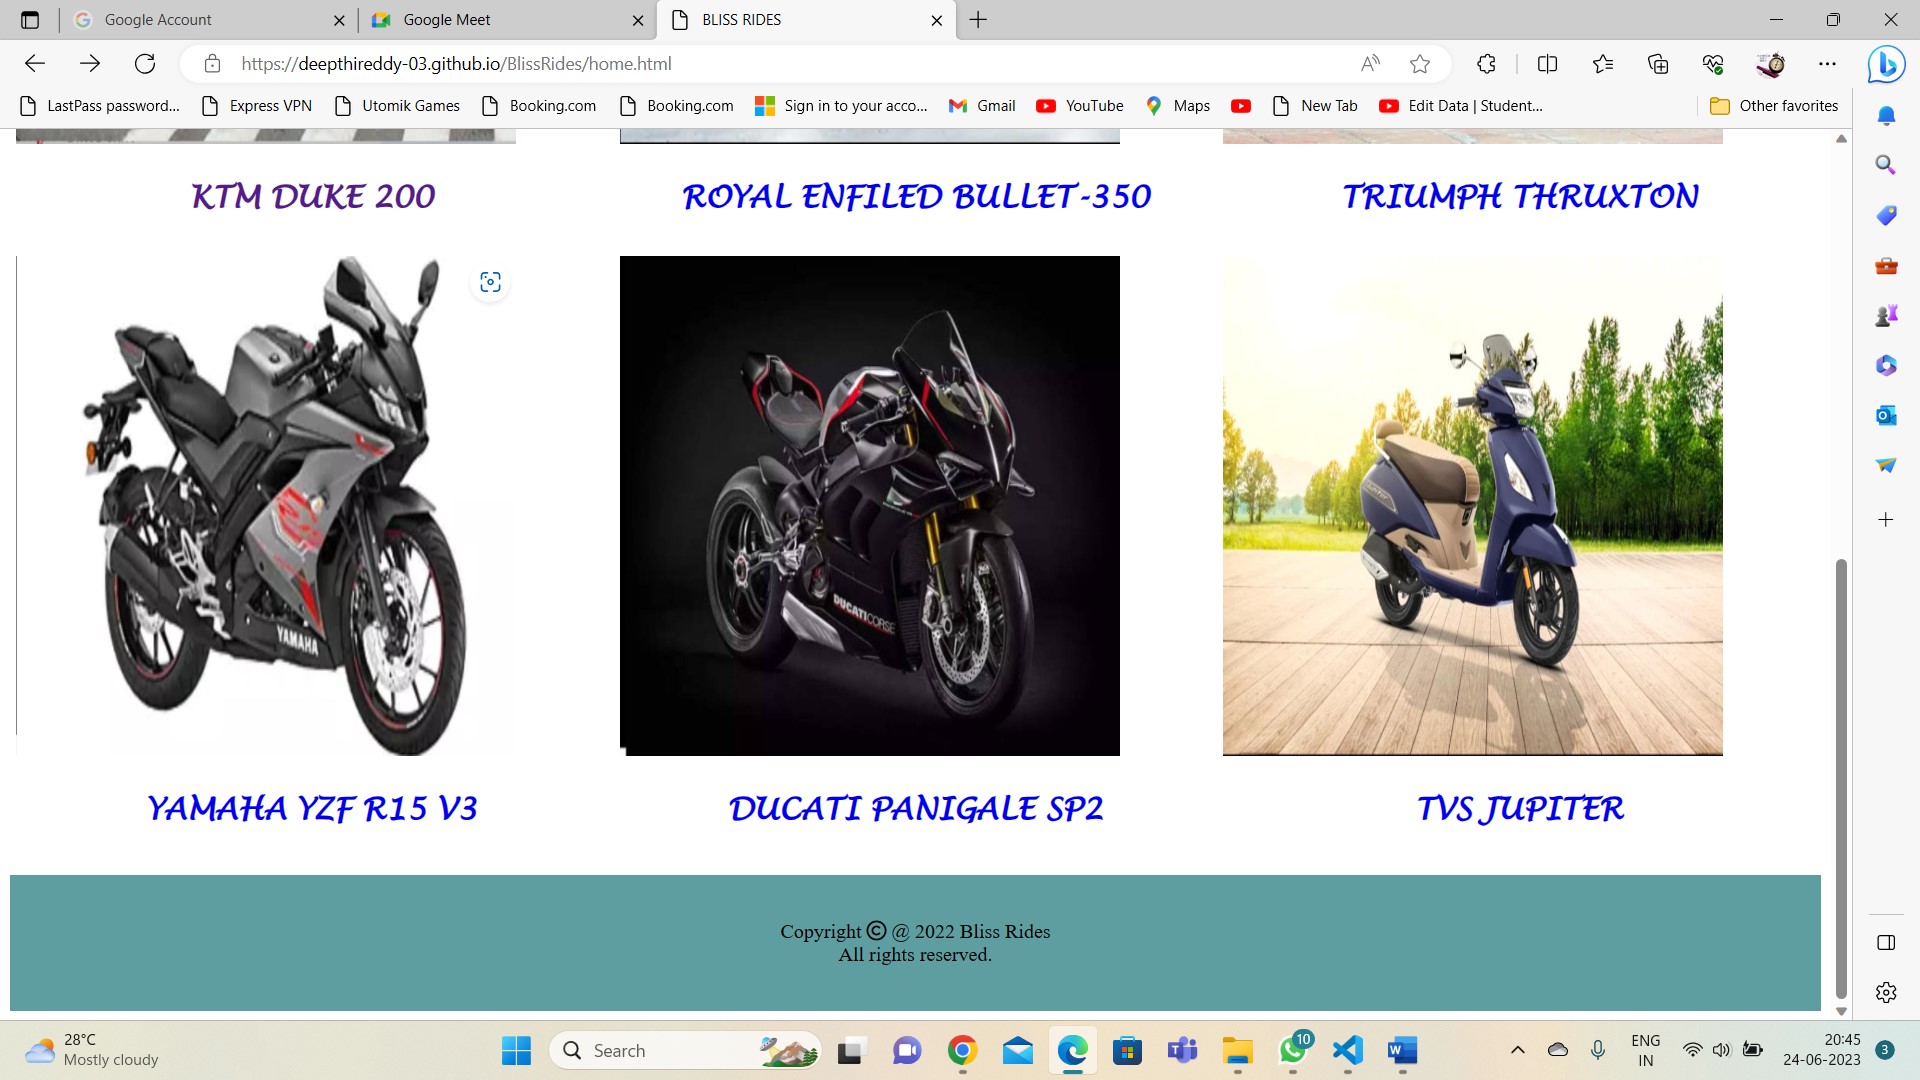 Google Account
Google Meet
BLISS RIDES
https://deepthireddy-03.github.io/BlissRides/home.html
LastPass password...
Express VPN
Utomik Games
Booking.com
Booking.com
Sign in to your acco...
Gmail
YouTube
Maps
New Tab
Edit Data | Student...
Other favorites
KTM DUKE 200
ROYAL ENFILED BULLET-350
TRIUMPH THRUXTON
YAMAHA
DUCATICORSE
YAMAHA YZF R15 V3
DUCATI PANIGALE SP2
TVS JUPITER
Copyright © @ 2022 Bliss Rides
All rights reserved.
28°C
Mostly cloudy
Search
10
ENG
IN
20:45
24-06-2023
3